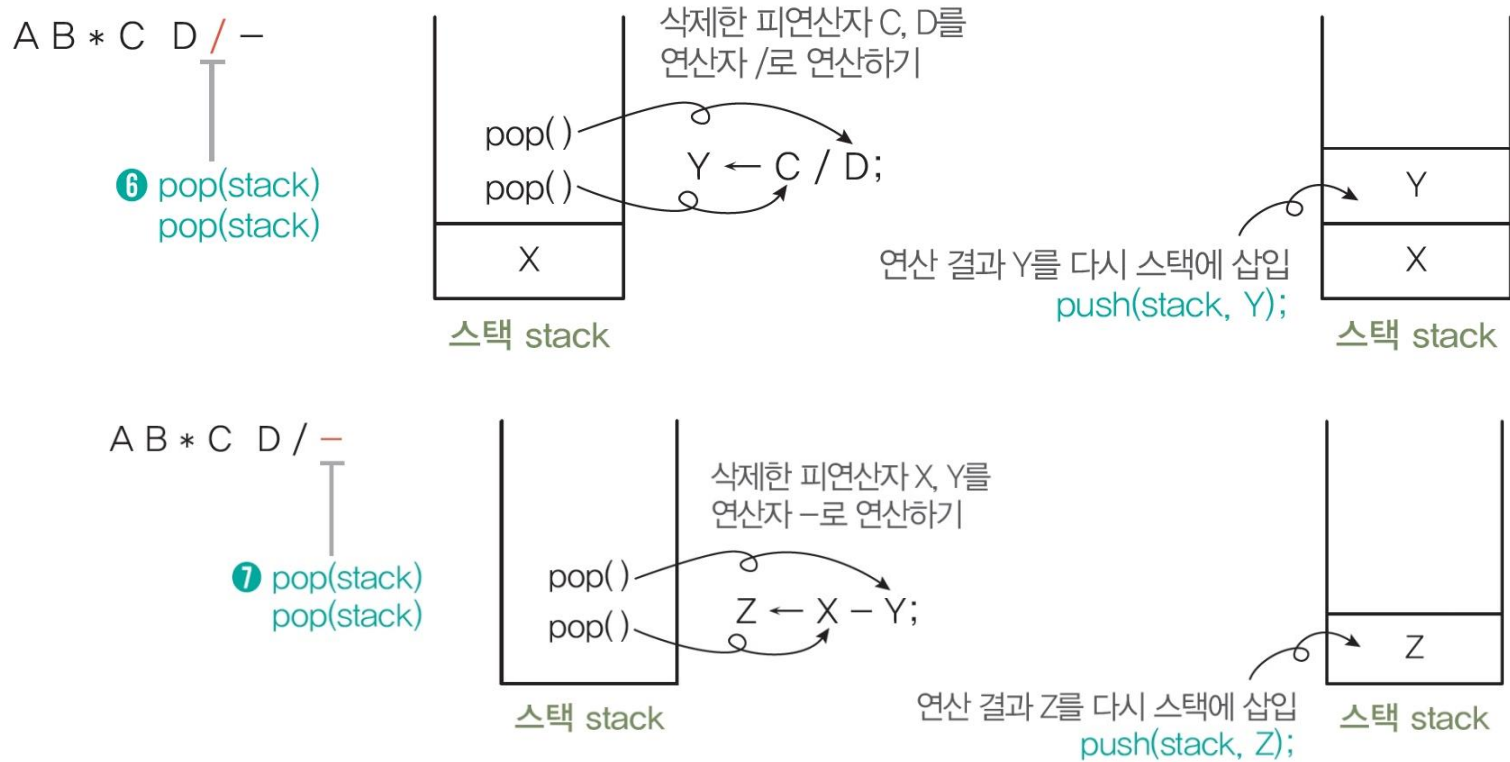 A B * C D / −
❻ pop(stack)
pop(stack)
pop( )
pop( )
X
스택 stack
삭제한 피연산자 C, D를
연산자 /로 연산하기
Y ← C / D;
연산 결과 Y를 다시 스택에 삽입
push(stack, Y);
Y
X
스택 stack
A B * C D / −
❼ pop(stack)
pop(stack)
pop( )
pop( )
스택 stack
삭제한 피연산자 X, Y를
연산자 −로 연산하기
Z ← X − Y;
연산 결과 Z를 다시 스택에 삽입
push(stack, Z);
Z
스택 stack